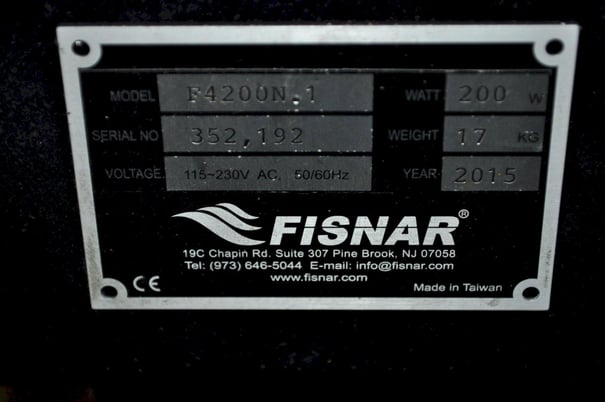 MODEL F4200N.1 WATT 200 W
SERIAL NO 352,192 WEIGHT 17 KG
VOLTAGE 115~230V AC, 50/60Hz YEAR 2015
FISNAR®
19C Chapin Rd. Suite 307 Pine Brook, NJ 07058
Tel: (973) 646-5044 E-mail: info@fisnar.com
www.fisnar.com
CE Made in Taiwan